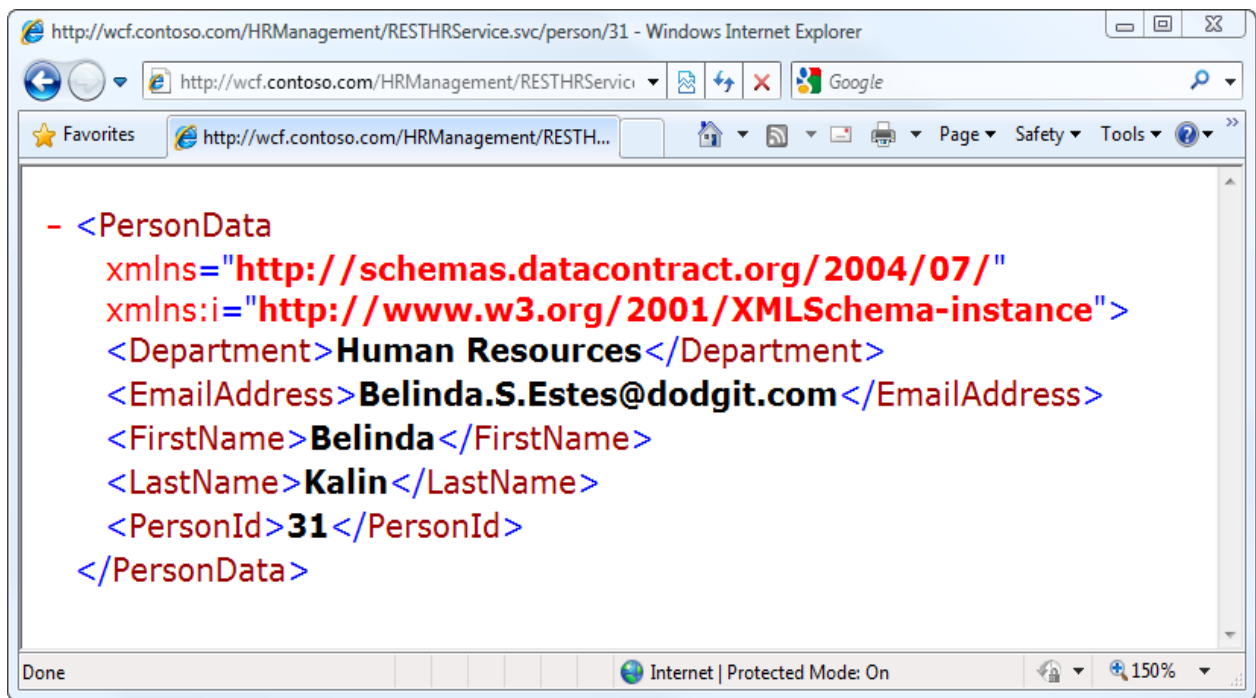 http://wcf.contoso.com/HRManagement/RESTHRService.svc/person/31 - Windows Internet Explorer
http://wcf.contoso.com/HRManagement/RESTHRServic Google
Favorites http://wcf.contoso.com/HRManagement/RESTH... Page Safety Tools »
- <PersonData
xmlns="http://schemas.datacontract.org/2004/07/"
xmlns:i="http://www.w3.org/2001/XMLSchema-instance">
<Department>Human Resources</Department>
<EmailAddress>Belinda.S.Estes@dodgit.com</EmailAddress>
<FirstName>Belinda</FirstName>
<LastName>Kalin</LastName>
<PersonId>31</PersonId>
</PersonData>
Done Internet | Protected Mode: On 150%